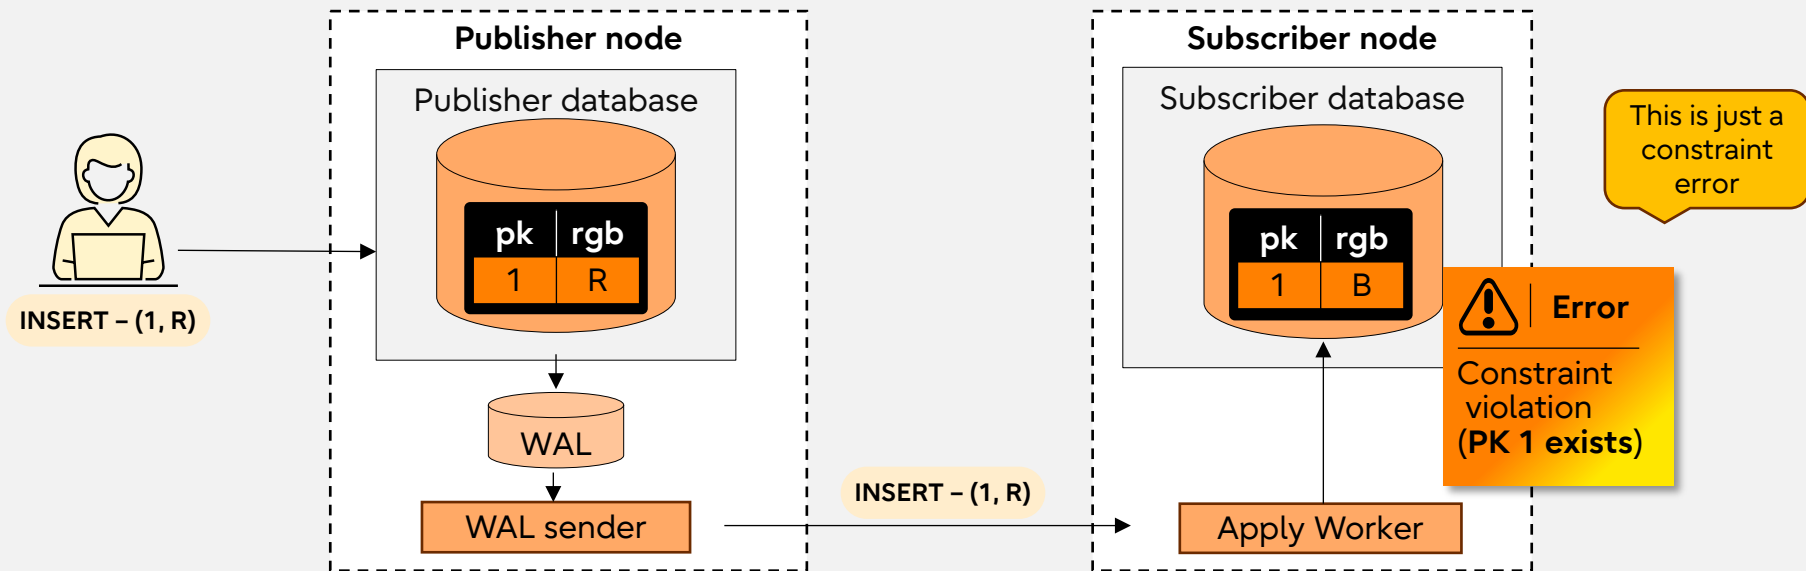 Publisher node
Publisher database
pk rgb
1 R
INSERT – (1, R)
WAL
WAL sender
INSERT – (1, R)
Subscriber node
Subscriber database
pk rgb
1 B
Apply Worker
This is just a
constraint
error
Error
Constraint
violation
(PK 1 exists)